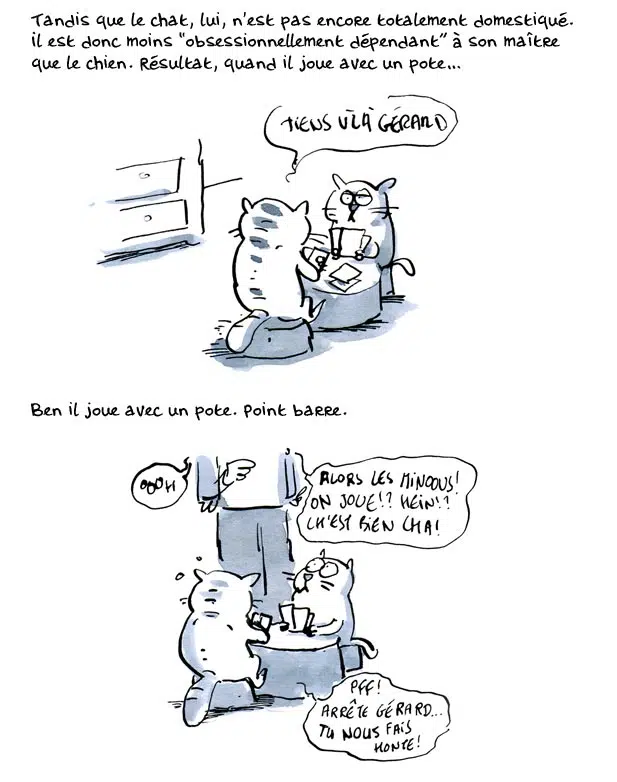 Tandis que le chat, lui, n'est pas encore totalement domestiqué.
il est donc moins "obsessionnellement dépendant" à son maître
que le chien. Résultat, quand il joue avec un pote...
TIENS V'LÀ GÉRARD
Ben il joue avec un pote. Point barre.
OOOH
ALORS LES MINOOUS!
ON JOUE!? HEIN!?
CH'EST BIEN CHA!
PFF!
ARRÊTE GÉRARD...
TU NOUS FAIS
HONTE!